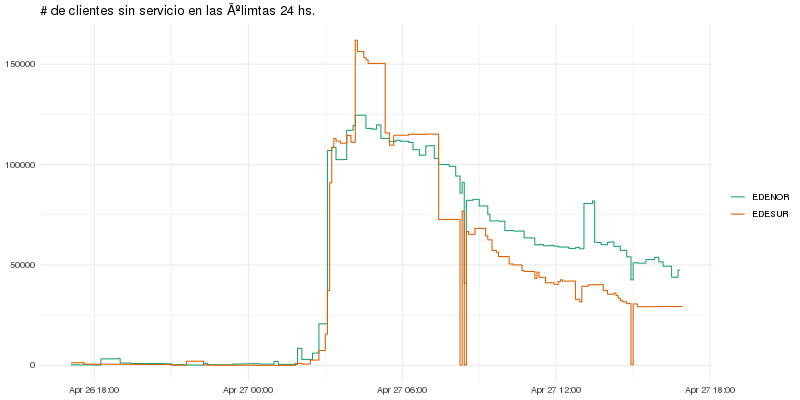 # de clientes sin servicio en las Ãºlimtas 24 hs.
150000
100000
50000
0
Apr 26 18:00
Apr 27 00:00
Apr 27 06:00
Apr 27 12:00
Apr 27 18:00
EDENOR
EDESUR